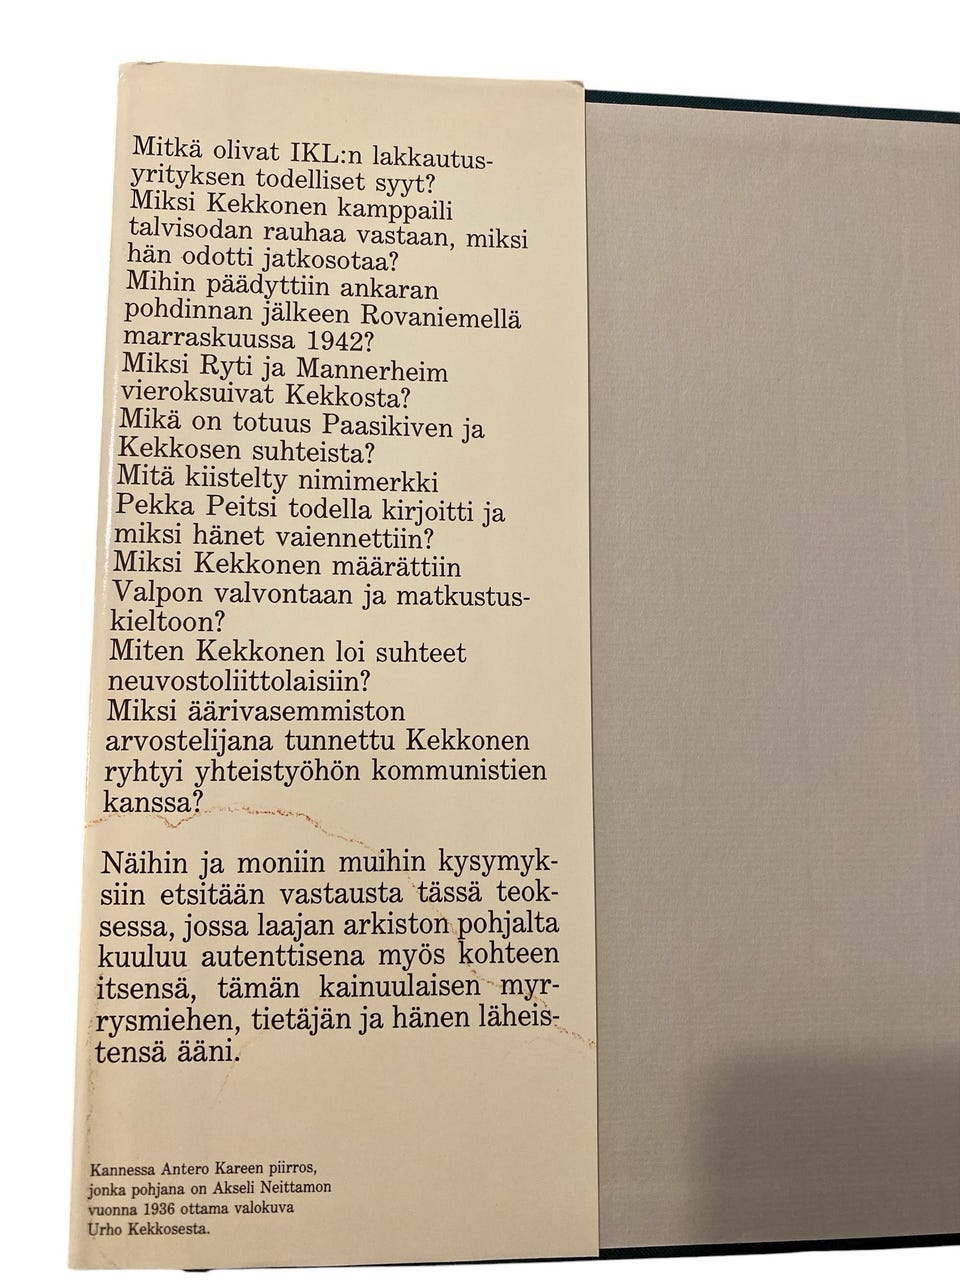 Mitkä olivat IKL:n lakkautus-
yrityksen todelliset syyt?
Miksi Kekkonen kamppaili
talvisodan rauhaa vastaan, miksi
hän odotti jatkosotaa?
Mihin päädyttiin ankaran
pohdinnan jälkeen Rovaniemellä
marraskuussa 1942?
Miksi Ryti ja Mannerheim
vieroksuivat Kekkosta?
Mikä on totuus Paasikiven ja
Kekkosen suhteista?
Mitä kiistelty nimimerkki
Pekka Peitsi todella kirjoitti ja
miksi hänet vaiennettiin?
Miksi Kekkonen määrättiin
Valpon valvontaan ja matkustus-
kieltoon?
Miten Kekkonen loi suhteet
neuvostoliittolaisiin?
Miksi äärivasemmiston
arvostelijana tunnettu Kekkonen
ryhtyi yhteistyöhön kommunistien
kanssa?
Näihin ja moniin muihin kysymyk-
siin etsitään vastausta tässä teok-
sessa, jossa laajan arkiston pohjalta
kuuluu autenttisena myös kohteen
itsensä, tämän kainuulaisen myr-
rysmiehen, tietäjän ja hänen läheis-
tensä ääni.
Kannessa Antero Kareen piirros,
jonka pohjana on Akseli Neittamon
vuonna 1936 ottama valokuva
Urho Kekkosesta.